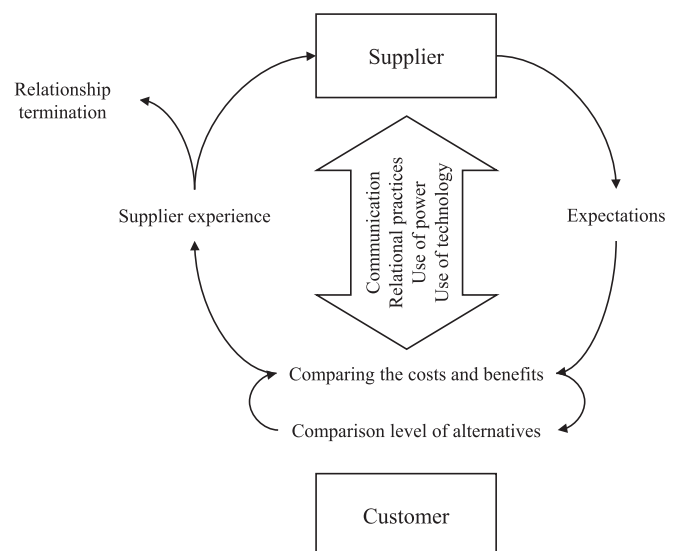 Supplier
Relationship
termination
Communication
Relational practices
Use of power
Use of technology
Supplier experience
Expectations
Comparing the costs and benefits
Comparison level of alternatives
Customer